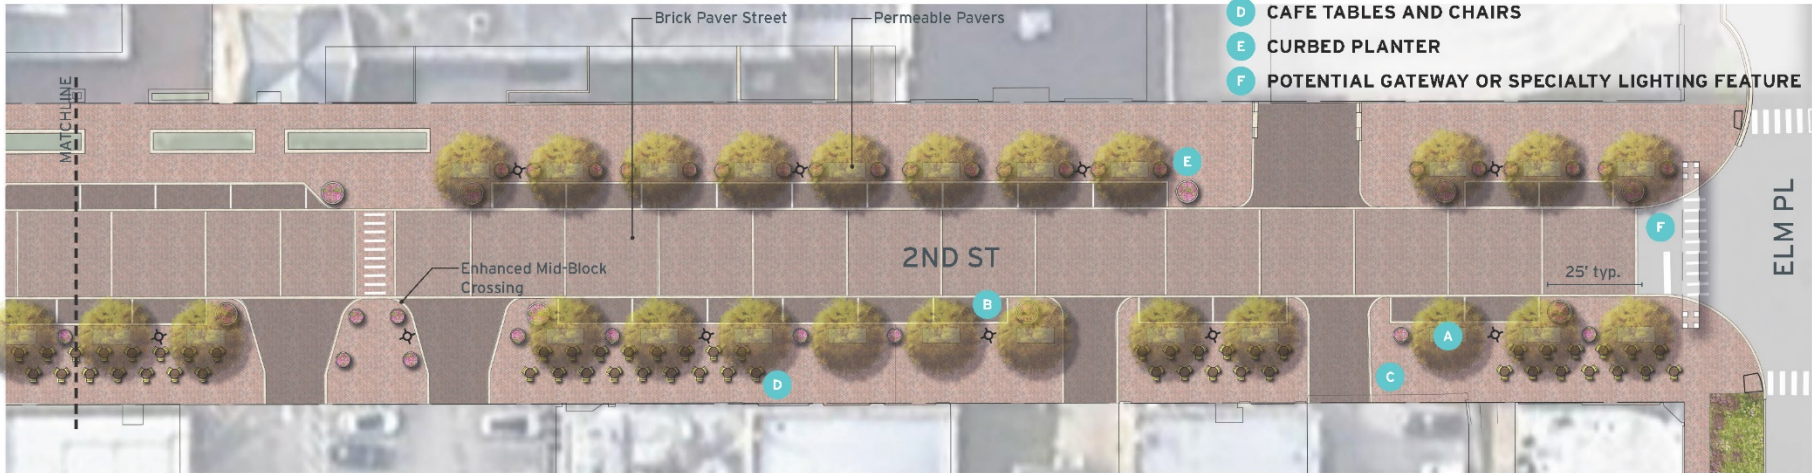 D CAFE TABLES AND CHAIRS
E CURBED PLANTER
F POTENTIAL GATEWAY OR SPECIALTY LIGHTING FEATURE
Brick Paver Street
Permeable Pavers
MATCHLINE
E
F
2ND ST
ELM PL
Enhanced Mid-Block
Crossing
25' typ.
B
A
C
D